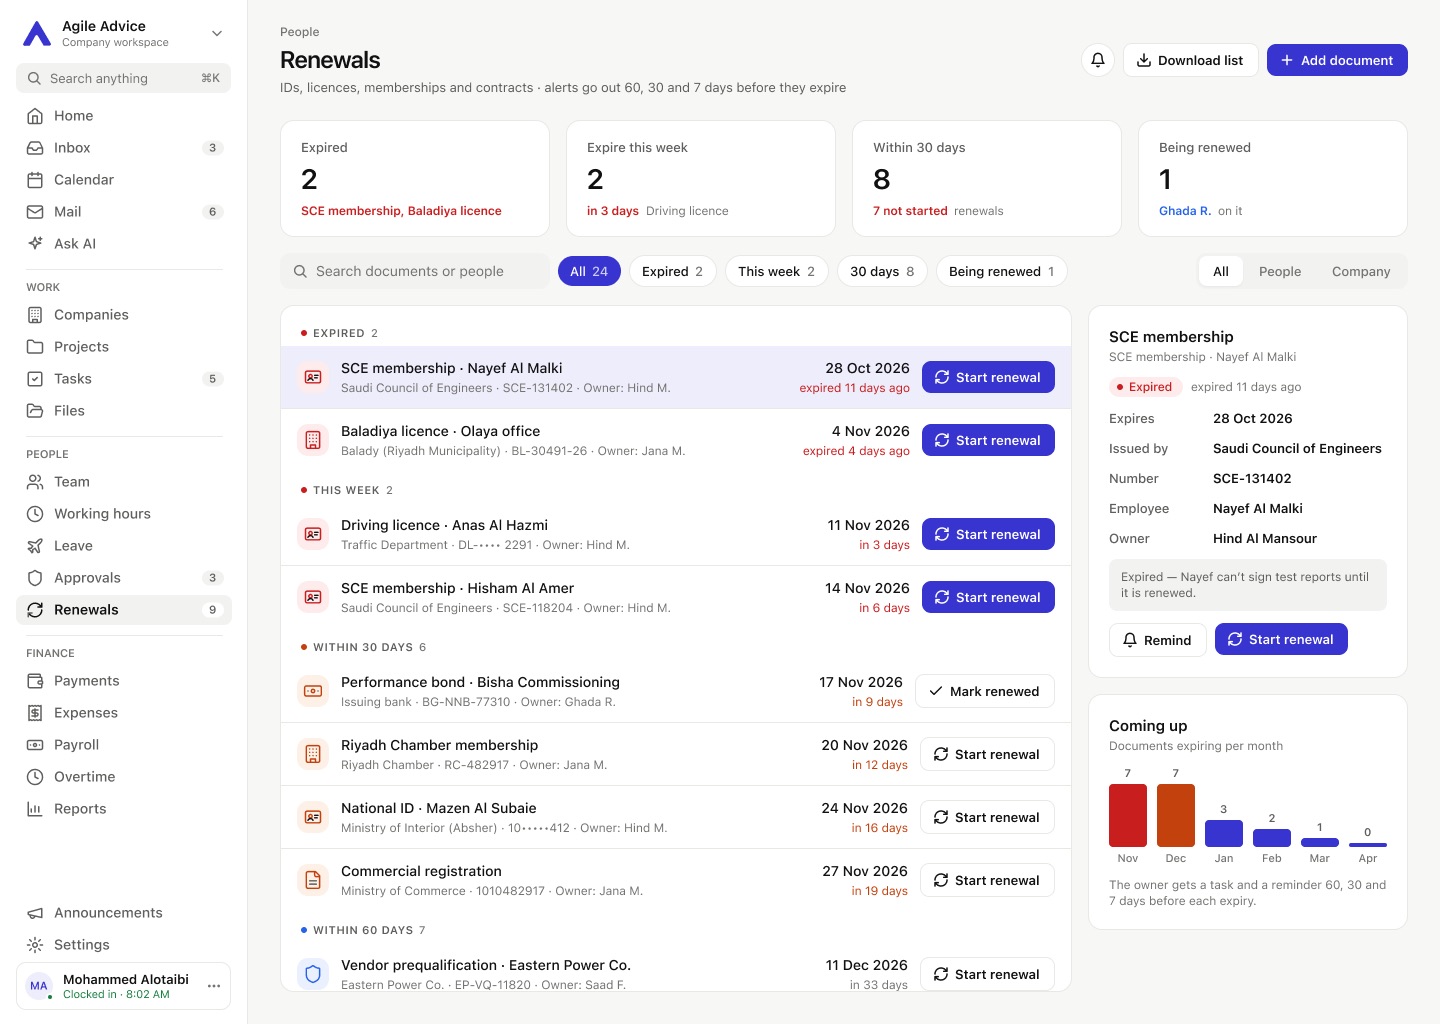 Agile Advice
Company workspace
Search anything ⌘K
Home
Inbox 3
Calendar
Mail 6
Ask AI
WORK
Companies
Projects
Tasks 5
Files
PEOPLE
Team
Working hours
Leave
Approvals 3
Renewals 9
FINANCE
Payments
Expenses
Payroll
Overtime
Reports
Announcements
Settings
MA Mohammed Alotaibi
Clocked in · 8:02 AM
People
Renewals
IDs, licences, memberships and contracts · alerts go out 60, 30 and 7 days before they expire
Download list
Add document
Expired
2
SCE membership, Baladiya licence
Expire this week
2
in 3 days Driving licence
Within 30 days
8
7 not started renewals
Being renewed
1
Ghada R. on it
Search documents or people
All 24
Expired 2
This week 2
30 days 8
Being renewed 1
All
People
Company
EXPIRED 2
SCE membership · Nayef Al Malki 28 Oct 2026
Saudi Council of Engineers · SCE-131402 · Owner: Hind M. expired 11 days ago
Start renewal
Baladiya licence · Olaya office 4 Nov 2026
Balady (Riyadh Municipality) · BL-30491-26 · Owner: Jana M. expired 4 days ago
Start renewal
THIS WEEK 2
Driving licence · Anas Al Hazmi 11 Nov 2026
Traffic Department · DL-•••• 2291 · Owner: Hind M. in 3 days
Start renewal
SCE membership · Hisham Al Amer 14 Nov 2026
Saudi Council of Engineers · SCE-118204 · Owner: Hind M. in 6 days
Start renewal
WITHIN 30 DAYS 6
Performance bond · Bisha Commissioning 17 Nov 2026
Issuing bank · BG-NNB-77310 · Owner: Ghada R. in 9 days
Mark renewed
Riyadh Chamber membership 20 Nov 2026
Riyadh Chamber · RC-482917 · Owner: Jana M. in 12 days
Start renewal
National ID · Mazen Al Subaie 24 Nov 2026
Ministry of Interior (Absher) · 10•••••412 · Owner: Hind M. in 16 days
Start renewal
Commercial registration 27 Nov 2026
Ministry of Commerce · 1010482917 · Owner: Jana M. in 19 days
Start renewal
WITHIN 60 DAYS 7
Vendor prequalification · Eastern Power Co. 11 Dec 2026
Eastern Power Co. · EP-VQ-11820 · Owner: Saad F. in 33 days
Start renewal
SCE membership
SCE membership · Nayef Al Malki
Expired expired 11 days ago
Expires 28 Oct 2026
Issued by Saudi Council of Engineers
Number SCE-131402
Employee Nayef Al Malki
Owner Hind Al Mansour
Expired — Nayef can't sign test reports until
it is renewed.
Remind
Start renewal
Coming up
Documents expiring per month
7 7 3 2 1 0
Nov Dec Jan Feb Mar Apr
The owner gets a task and a reminder 60, 30 and
7 days before each expiry.